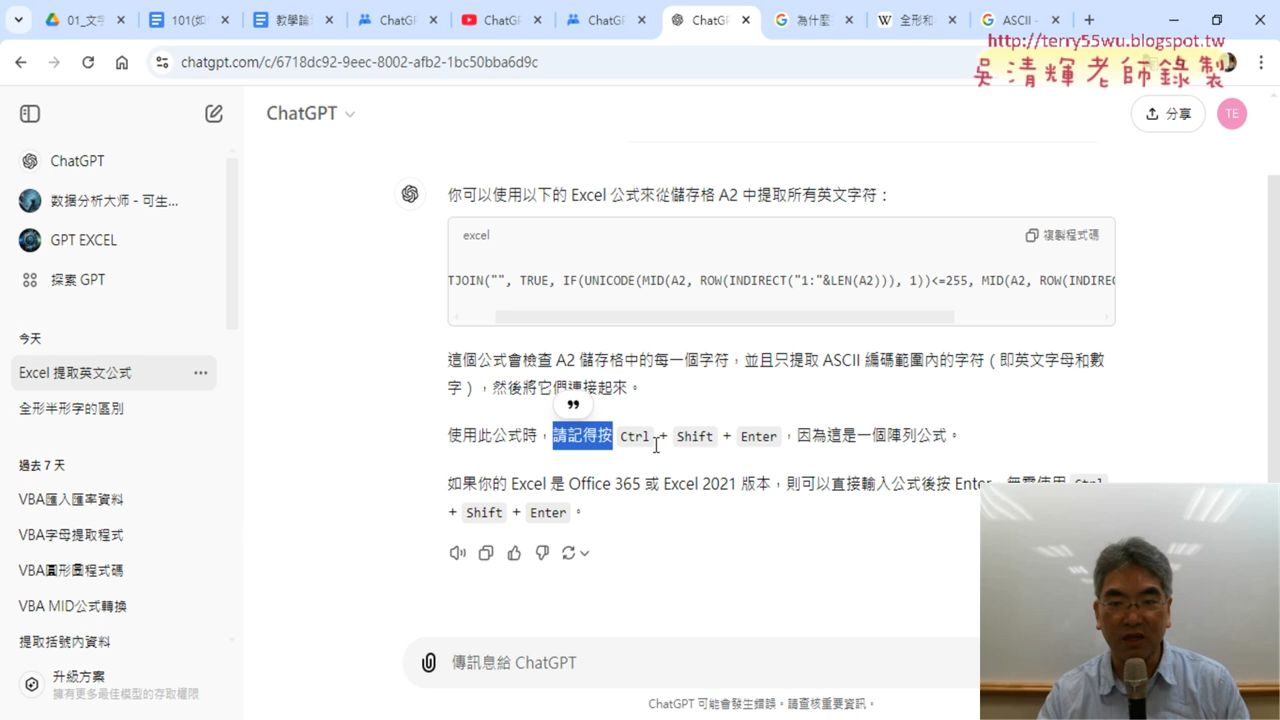 01_文字
101(如
教學論
ChatGP
ChatGP
ChatGP
ChatGP
為什麼
全形和
ASCII -
http://terry55wu.blogspot.tw
chatgpt.com/c/6718dc92-9eec-8002-afb2-1bc50bba6d9c
吳清輝老師錄製
ChatGPT
分享
TE
ChatGPT
数据分析大师 - 可生...
GPT EXCEL
探索 GPT
今天
Excel 提取英文公式
全形半形字的區別
過去 7 天
VBA匯入匯率資料
VBA字母提取程式
VBA圓形圖程式碼
VBA MID公式轉換
提取括號內資料
升級方案
擁有更多最佳模型的存取權限
你可以使用以下的 Excel 公式來從儲存格 A2 中提取所有英文字符：
excel
複製程式碼
TJOIN("", TRUE, IF(UNICODE(MID(A2, ROW(INDIRECT("1:"&LEN(A2))), 1))<=255, MID(A2, ROW(INDIREC
這個公式會檢查 A2 儲存格中的每一個字符，並且只提取 ASCII 編碼範圍內的字符（即英文字母和數
字），然後將它們連接起來。
使用此公式時，請記得按 Ctrl + Shift + Enter，因為這是一個陣列公式。
如果你的 Excel 是 Office 365 或 Excel 2021 版本，則可以直接輸入公式後按 Enter，無需使用 Ctrl
+ Shift + Enter。
傳訊息給 ChatGPT
ChatGPT 可能會發生錯誤。請查核重要資訊。